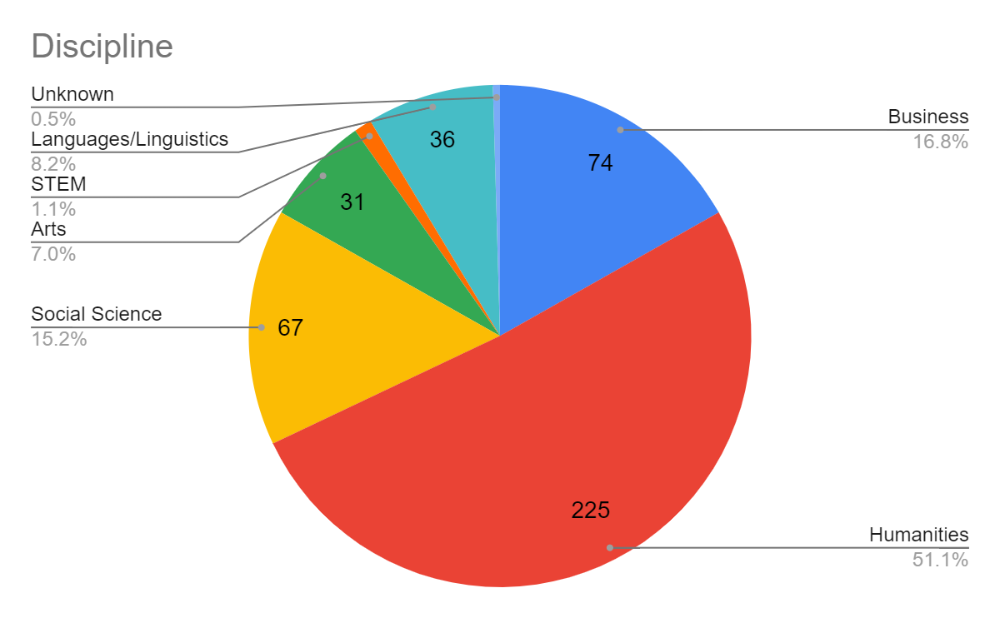 Discipline
Unknown
0.5%
Languages/Linguistics
8.2%
STEM
1.1%
Arts
7.0%
Social Science
15.2%
Business
16.8%
Humanities
51.1%
36
74
31
67
225